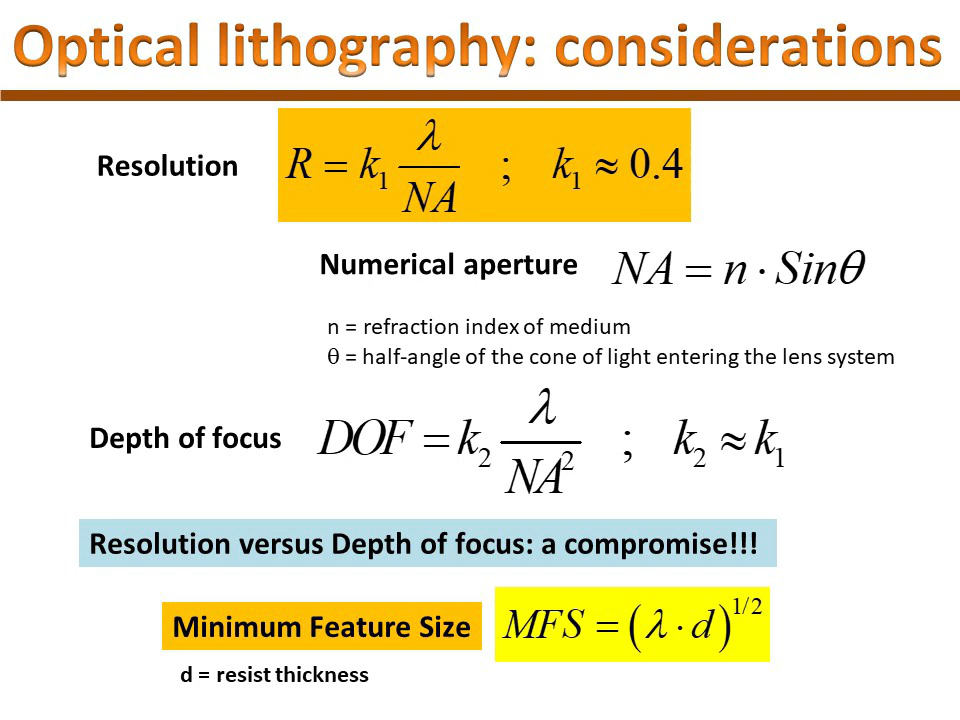 Optical lithography: considerations
Resolution R = k₁ λ/NA ; k₁ ≈ 0.4
Numerical aperture NA = n · Sinθ
n = refraction index of medium
θ = half-angle of the cone of light entering the lens system
Depth of focus DOF = k₂ λ/NA² ; k₂ ≈ k₁
Resolution versus Depth of focus: a compromise!!!
Minimum Feature Size MFS = (λ · d)^1/2
d = resist thickness